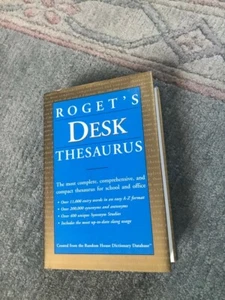 ROGET'S
DESK
THESAURUS
The most complete, comprehensive, and
compact thesaurus for school and office
• Over 11,000 entry words in an easy A-Z format
• Over 200,000 synonyms and antonyms
• Over 400 unique Synonym Studies
• Includes the most up-to-date slang usage
Created from the Random House Dictionary Database™